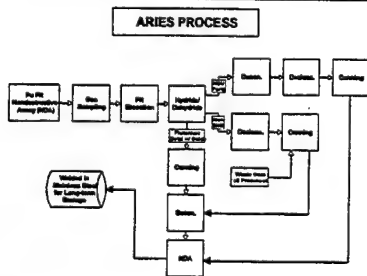 ARIES PROCESS
Pu Pit
Nondestructive
Assay (NDA)
Gas
Sampling
Pit
Bisection
Hydride/
Dehydride
Decon.
Declass.
Canning
Declass.
Canning
Plutonium
Canning
Decon.
NDA
Welded in
Stainless Steel
for Long-term
Storage